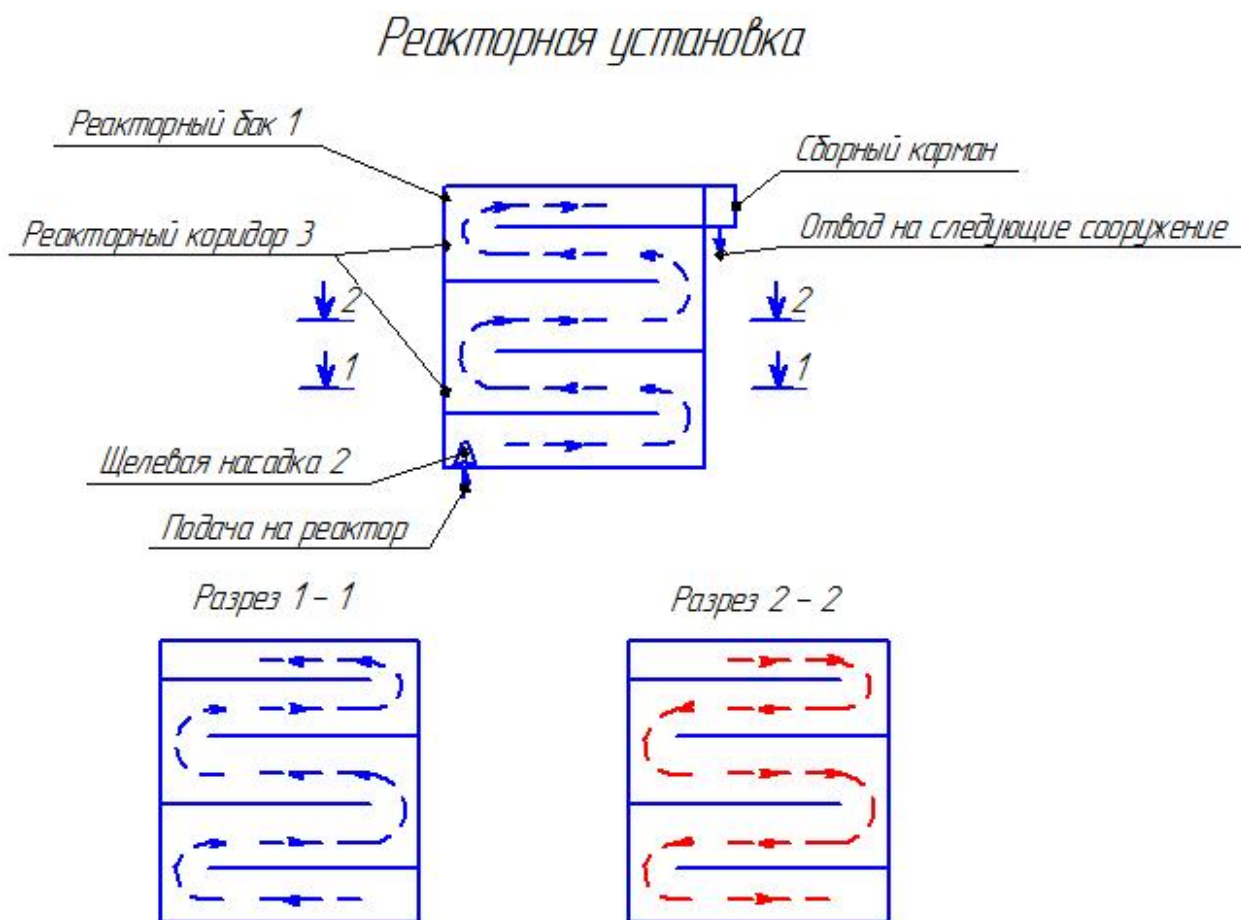 Реакторная установка
Реакторный бак 1
Сборный карман
Реакторный коридор 3
Отвод на следующие сооружение
2
2
1
1
Щелевая насадка 2
Подача на реактор
Разрез 1 – 1
Разрез 2 – 2